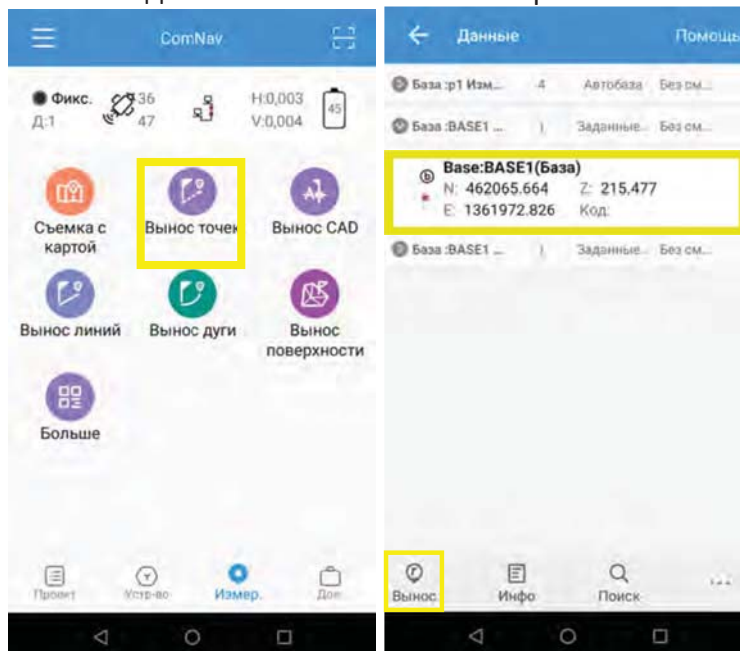 ComNav
Фикс.
Д:1
36
47
H:0,003
V:0,004
45
Съемка с
картой
Вынос точек
Вынос CAD
Вынос линий
Вынос дуги
Вынос
поверхности
Больше
Проект
Устр-во
Измер.
Доп.
Данные
Помощь
База :p1 Изм... 4 Автобаза Без см...
База :BASE1 ... Заданные... Без см...
Base:BASE1(База)
N: 462065.664 Z: 215.477
E: 1361972.826 Код:
База :BASE1 ... Заданные... Без см...
Вынос
Инфо
Поиск